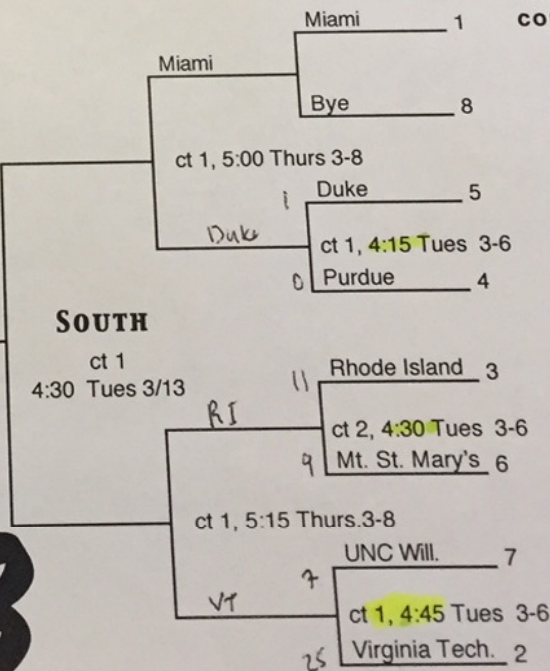 Miami 1 co
Miami
Bye 8
ct 1, 5:00 Thurs 3-8
1 Duke 5
Duke ct 1, 4:15 Tues 3-6
0 Purdue 4
SOUTH
ct 1
4:30 Tues 3/13
11 Rhode Island 3
RI ct 2, 4:30 Tues 3-6
9 Mt. St. Mary's 6
ct 1, 5:15 Thurs.3-8
UNC Will. 7
7
VT ct 1, 4:45 Tues 3-6
25 Virginia Tech. 2